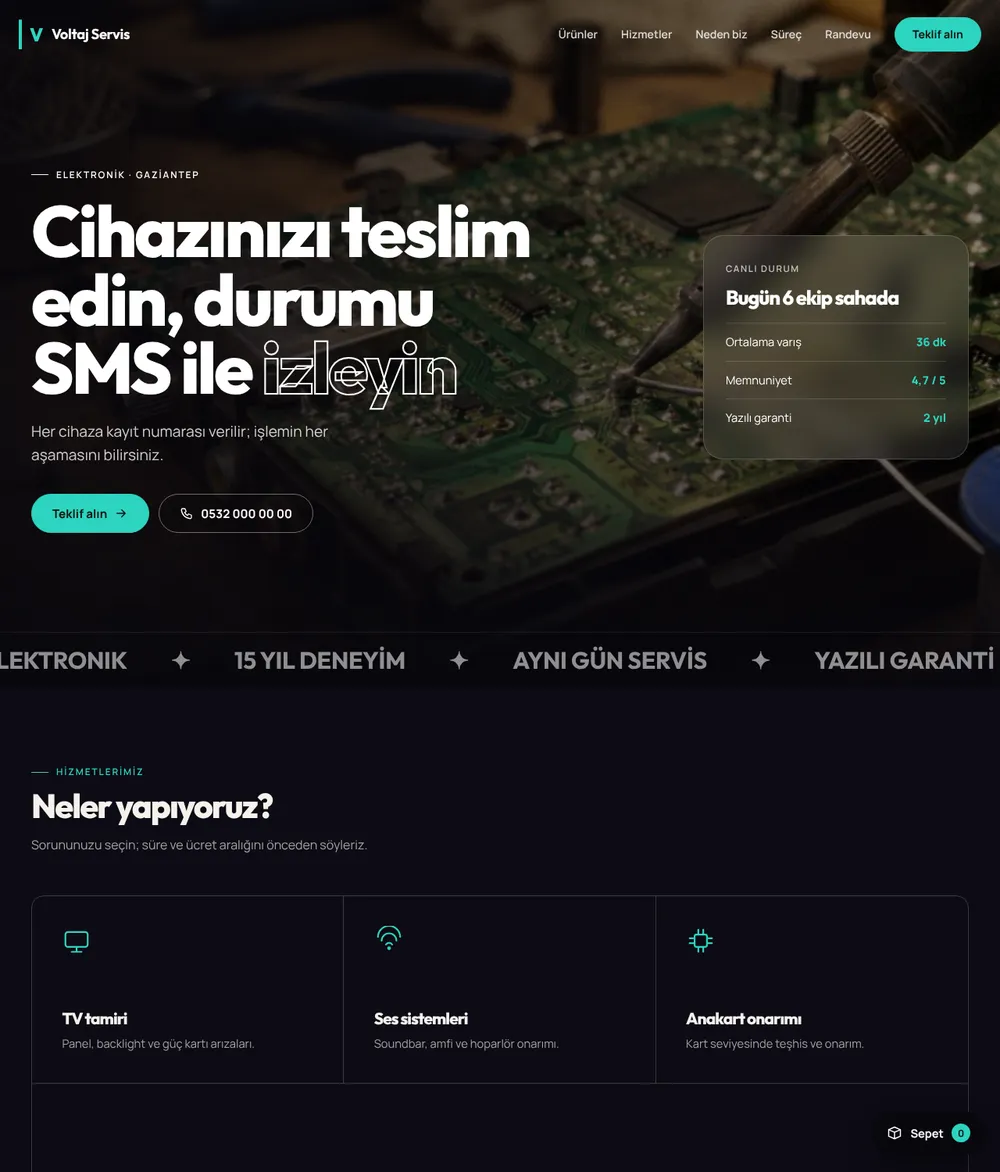 V Voltaj Servis
Ürünler Hizmetler Neden biz Süreç Randevu Teklif alın
ELEKTRONİK · GAZİANTEP
Cihazınızı teslim
edin, durumu
SMS ile izleyin
Her cihaza kayıt numarası verilir; işlemin her
aşamasını bilirsiniz.
Teklif alın
0532 000 00 00
CANLI DURUM
Bugün 6 ekip sahada
Ortalama varış 36 dk
Memnuniyet 4,7 / 5
Yazılı garanti 2 yıl
LEKTRONIK ✦ 15 YIL DENEYİM ✦ AYNI GÜN SERVİS ✦ YAZILI GARANTİ
HİZMETLERİMİZ
Neler yapıyoruz?
Sorununuzu seçin; süre ve ücret aralığını önceden söyleriz.
TV tamiri
Panel, backlight ve güç kartı arızaları.
Ses sistemleri
Soundbar, amfi ve hoparlör onarımı.
Anakart onarımı
Kart seviyesinde teşhis ve onarım.
Sepet 0